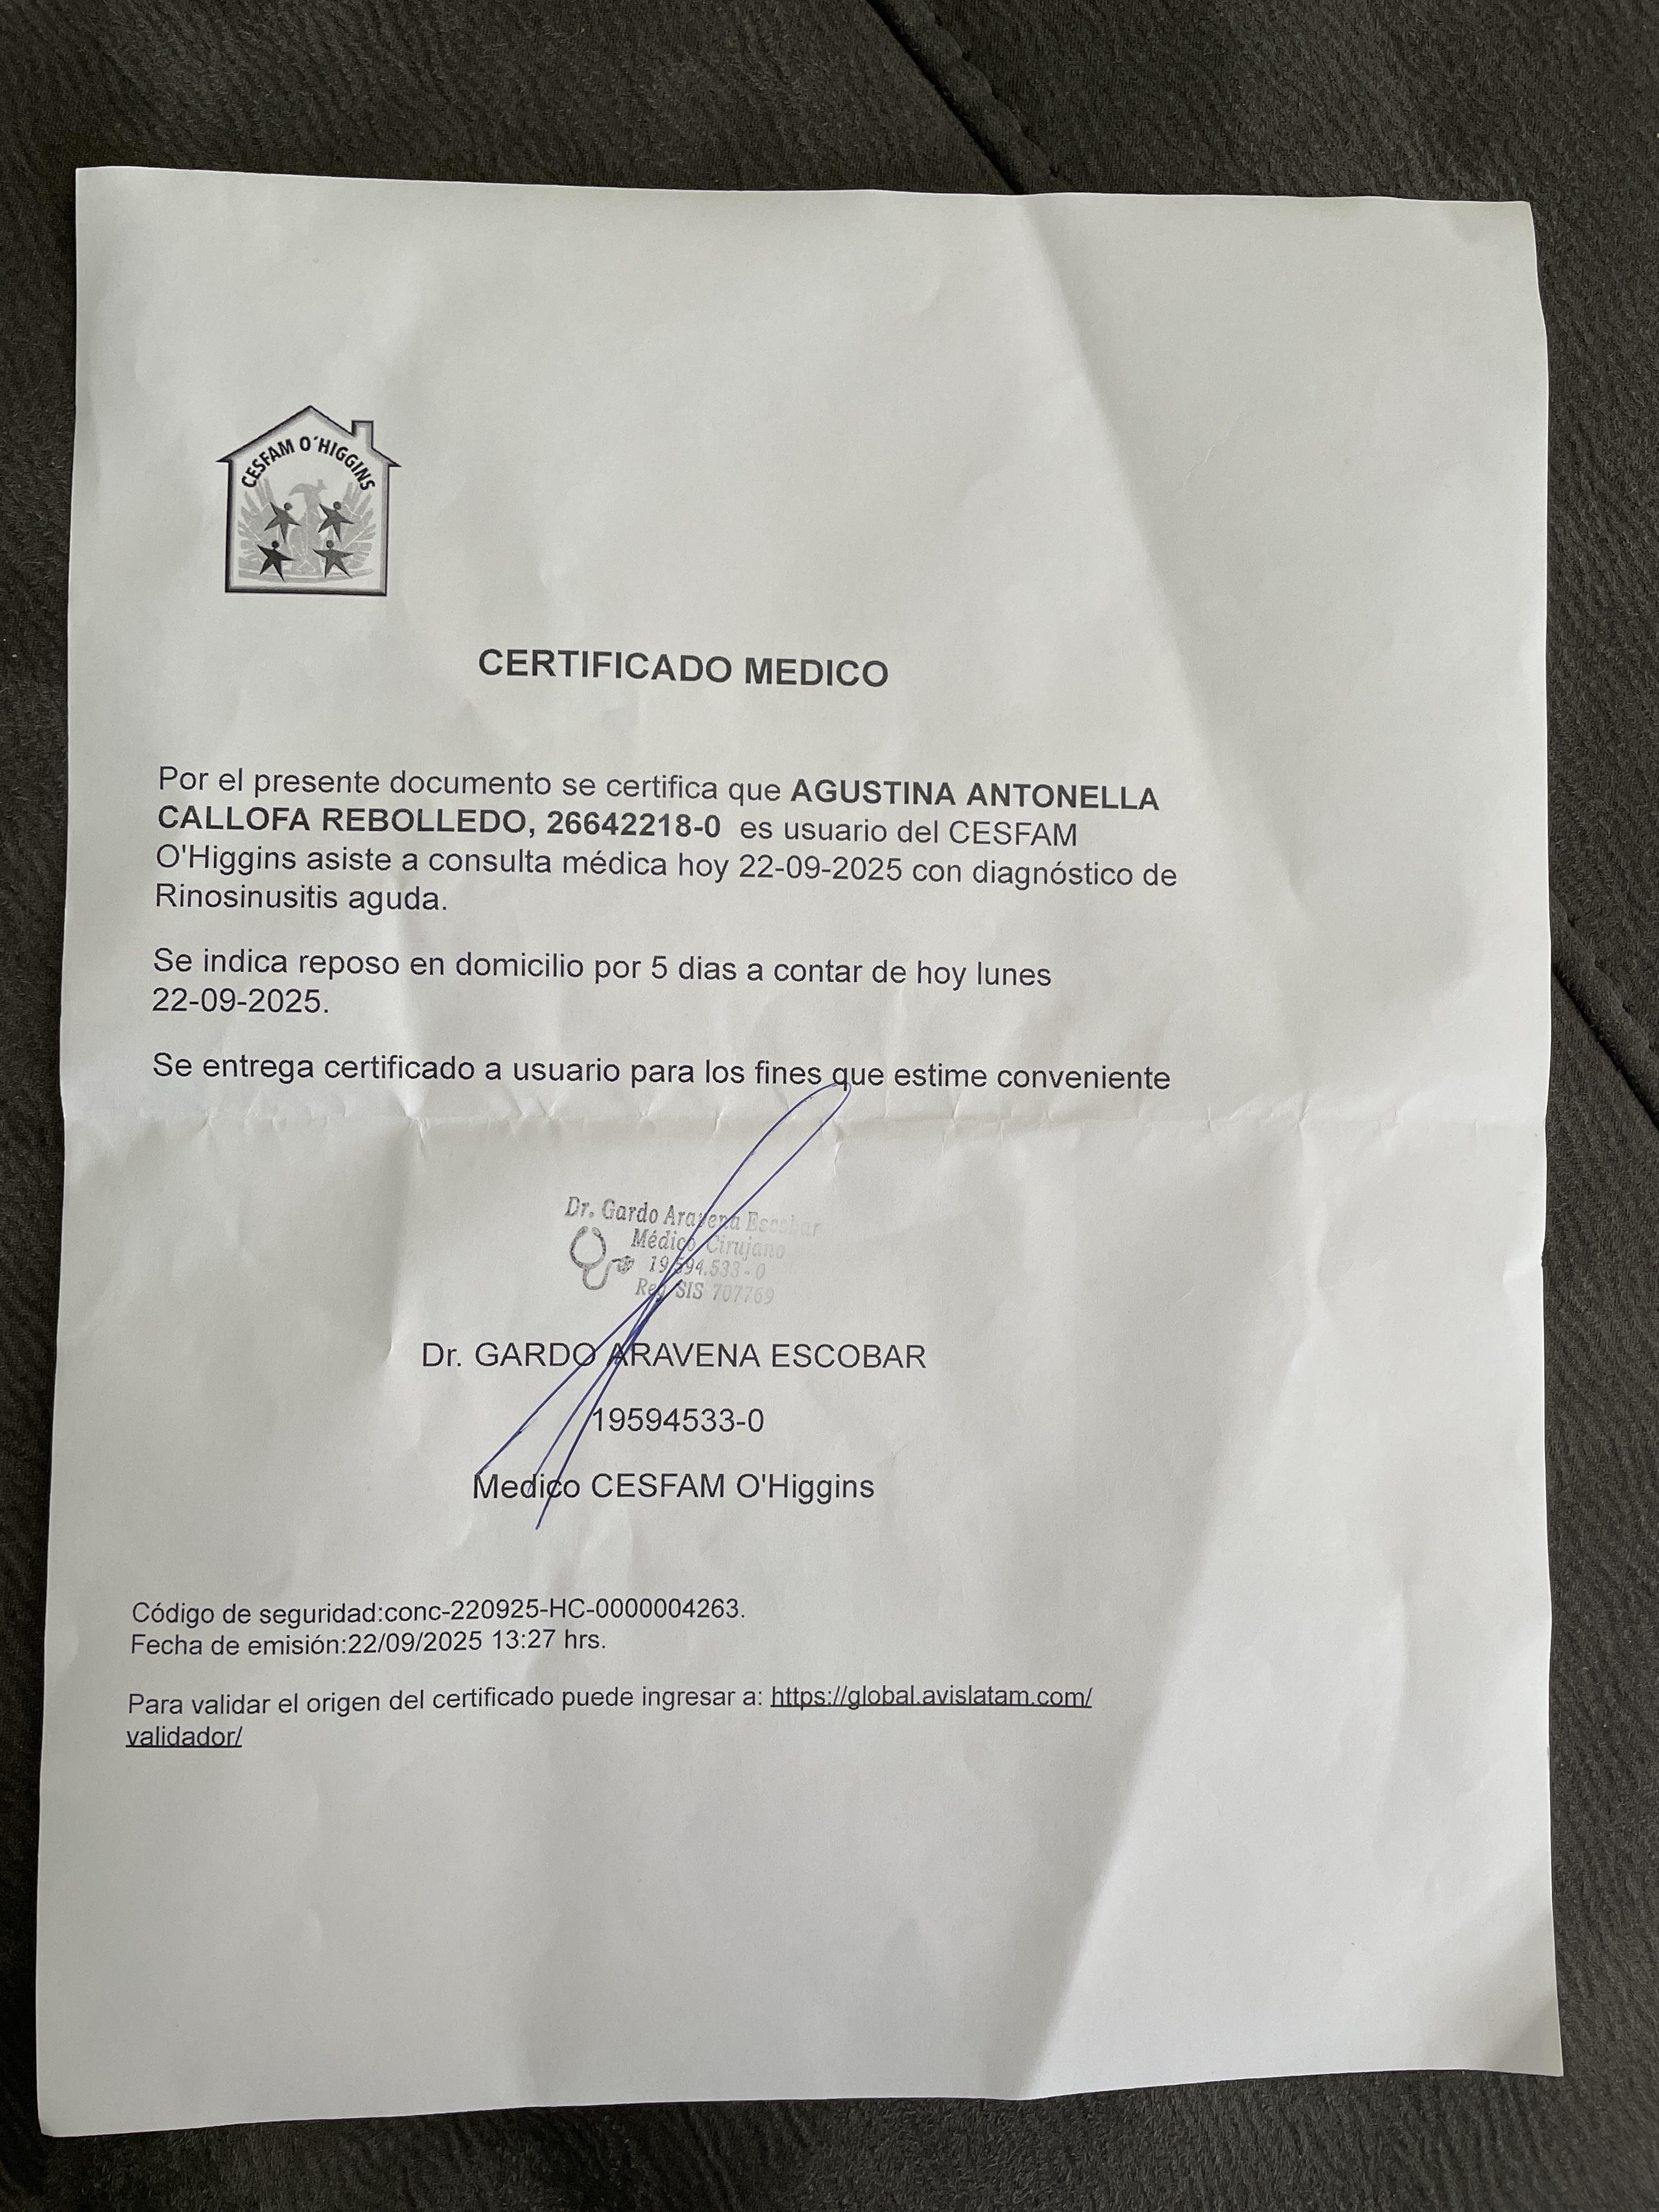 CESFAM O´HIGGINS
CERTIFICADO MEDICO
Por el presente documento se certifica que AGUSTINA ANTONELLA
CALLOFA REBOLLEDO, 26642218-0 es usuario del CESFAM
O'Higgins asiste a consulta médica hoy 22-09-2025 con diagnóstico de
Rinosinusitis aguda.
Se indica reposo en domicilio por 5 dias a contar de hoy lunes
22-09-2025.
Se entrega certificado a usuario para los fines que estime conveniente
Dr. Gardo Aravena Escobar
Médico Cirujano
19.594.533-0
Reg SIS 707769
Dr. GARDO ARAVENA ESCOBAR
19594533-0
Medico CESFAM O'Higgins
Código de seguridad:conc-220925-HC-0000004263.
Fecha de emisión:22/09/2025 13:27 hrs.
Para validar el origen del certificado puede ingresar a: https://global.avislatam.com/
validador/